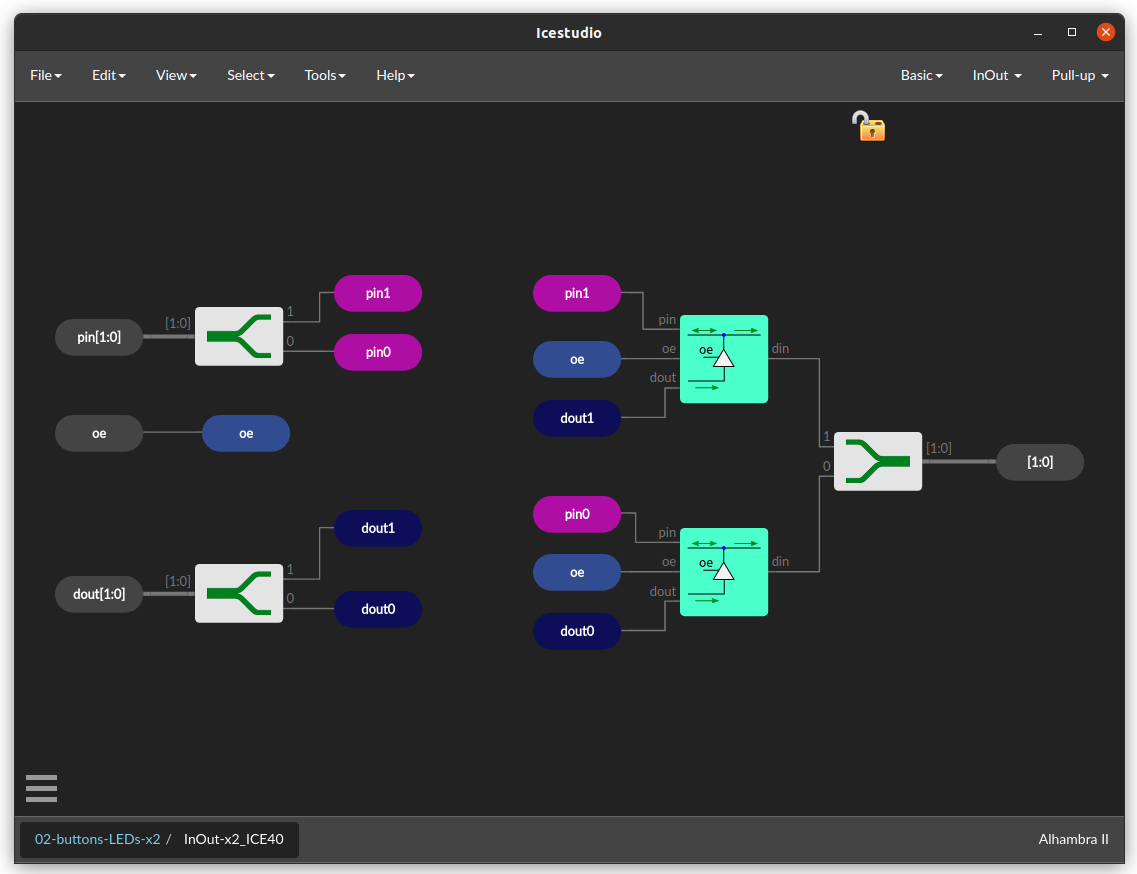 Icestudio
File Edit View Select Tools Help Basic InOut Pull-up
pin[1:0] [1:0] 1 pin1
0 pin0
oe oe
dout[1:0] [1:0] 1 dout1
0 dout0
pin1 pin
oe oe oe din
dout1 dout
pin0 pin
oe oe oe din
dout0 dout
1 [1:0] [1:0]
0
02-buttons-LEDs-x2 / InOut-x2_ICE40 Alhambra II